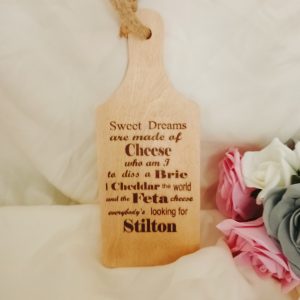 Sweet Dreams
are made of
Cheese
who am I
to diss a Brie
I Cheddar the world
and the Feta cheese
everybody's looking for
Stilton